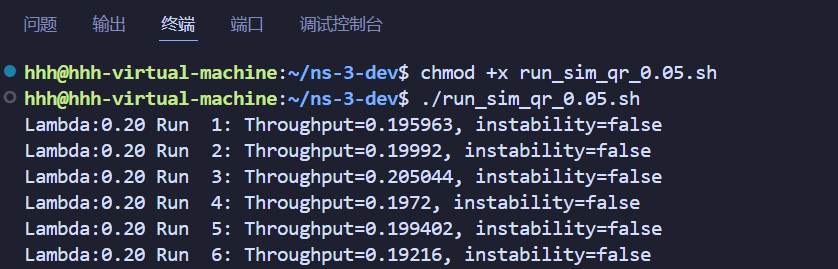 问题 输出 终端 端口 调试控制台
hhh@hhh-virtual-machine:~/ns-3-dev$ chmod +x run_sim_qr_0.05.sh
hhh@hhh-virtual-machine:~/ns-3-dev$ ./run_sim_qr_0.05.sh
Lambda:0.20 Run  1: Throughput=0.195963, instability=false
Lambda:0.20 Run  2: Throughput=0.19992, instability=false
Lambda:0.20 Run  3: Throughput=0.205044, instability=false
Lambda:0.20 Run  4: Throughput=0.1972, instability=false
Lambda:0.20 Run  5: Throughput=0.199402, instability=false
Lambda:0.20 Run  6: Throughput=0.19216, instability=false